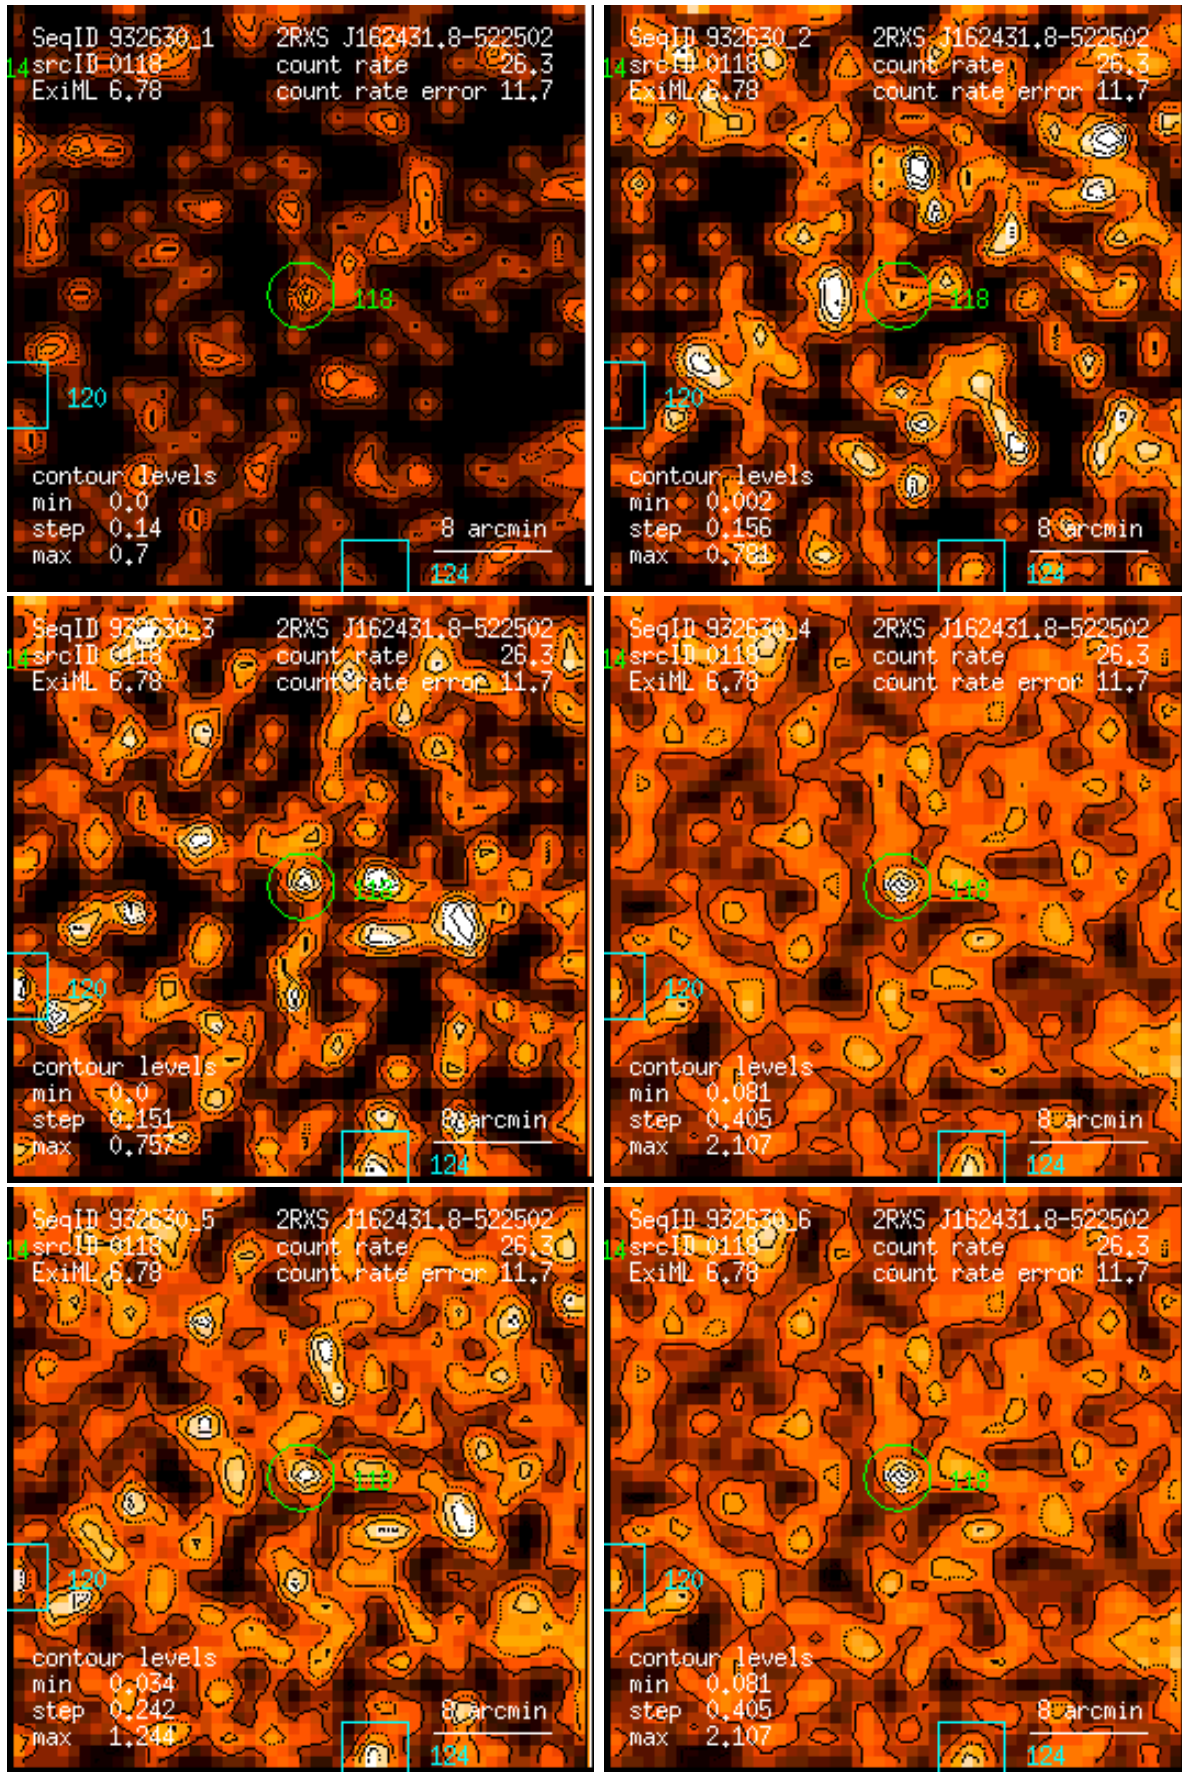 SeqID 932630_1 2RXS J162431.8-522502
14 srcID 0118 count rate 26.3
ExiML 6.78 count rate error 11.7
118
120
contour levels
min 0.0
step 0.14 8 arcmin
max 0.7 124
SeqID 932630_2 2RXS J162431.8-522502
14 srcID 0118 count rate 26.3
ExiML 6.78 count rate error 11.7
118
120
contour levels
min 0.002
step 0.156 8 arcmin
max 0.781 124
SeqID 932630_3 2RXS J162431.8-522502
14 srcID 0118 count rate 26.3
ExiML 6.78 count rate error 11.7
118
120
contour levels
min 0.0
step 0.151 8 arcmin
max 0.757 124
SeqID 932630_4 2RXS J162431.8-522502
14 srcID 0118 count rate 26.3
ExiML 6.78 count rate error 11.7
118
120
contour levels
min 0.081
step 0.405 8 arcmin
max 2.107 124
SeqID 932630_5 2RXS J162431.8-522502
14 srcID 0118 count rate 26.3
ExiML 6.78 count rate error 11.7
118
120
contour levels
min 0.034
step 0.242 8 arcmin
max 1.244 124
SeqID 932630_6 2RXS J162431.8-522502
14 srcID 0118 count rate 26.3
ExiML 6.78 count rate error 11.7
118
120
contour levels
min 0.081
step 0.405 8 arcmin
max 2.107 124